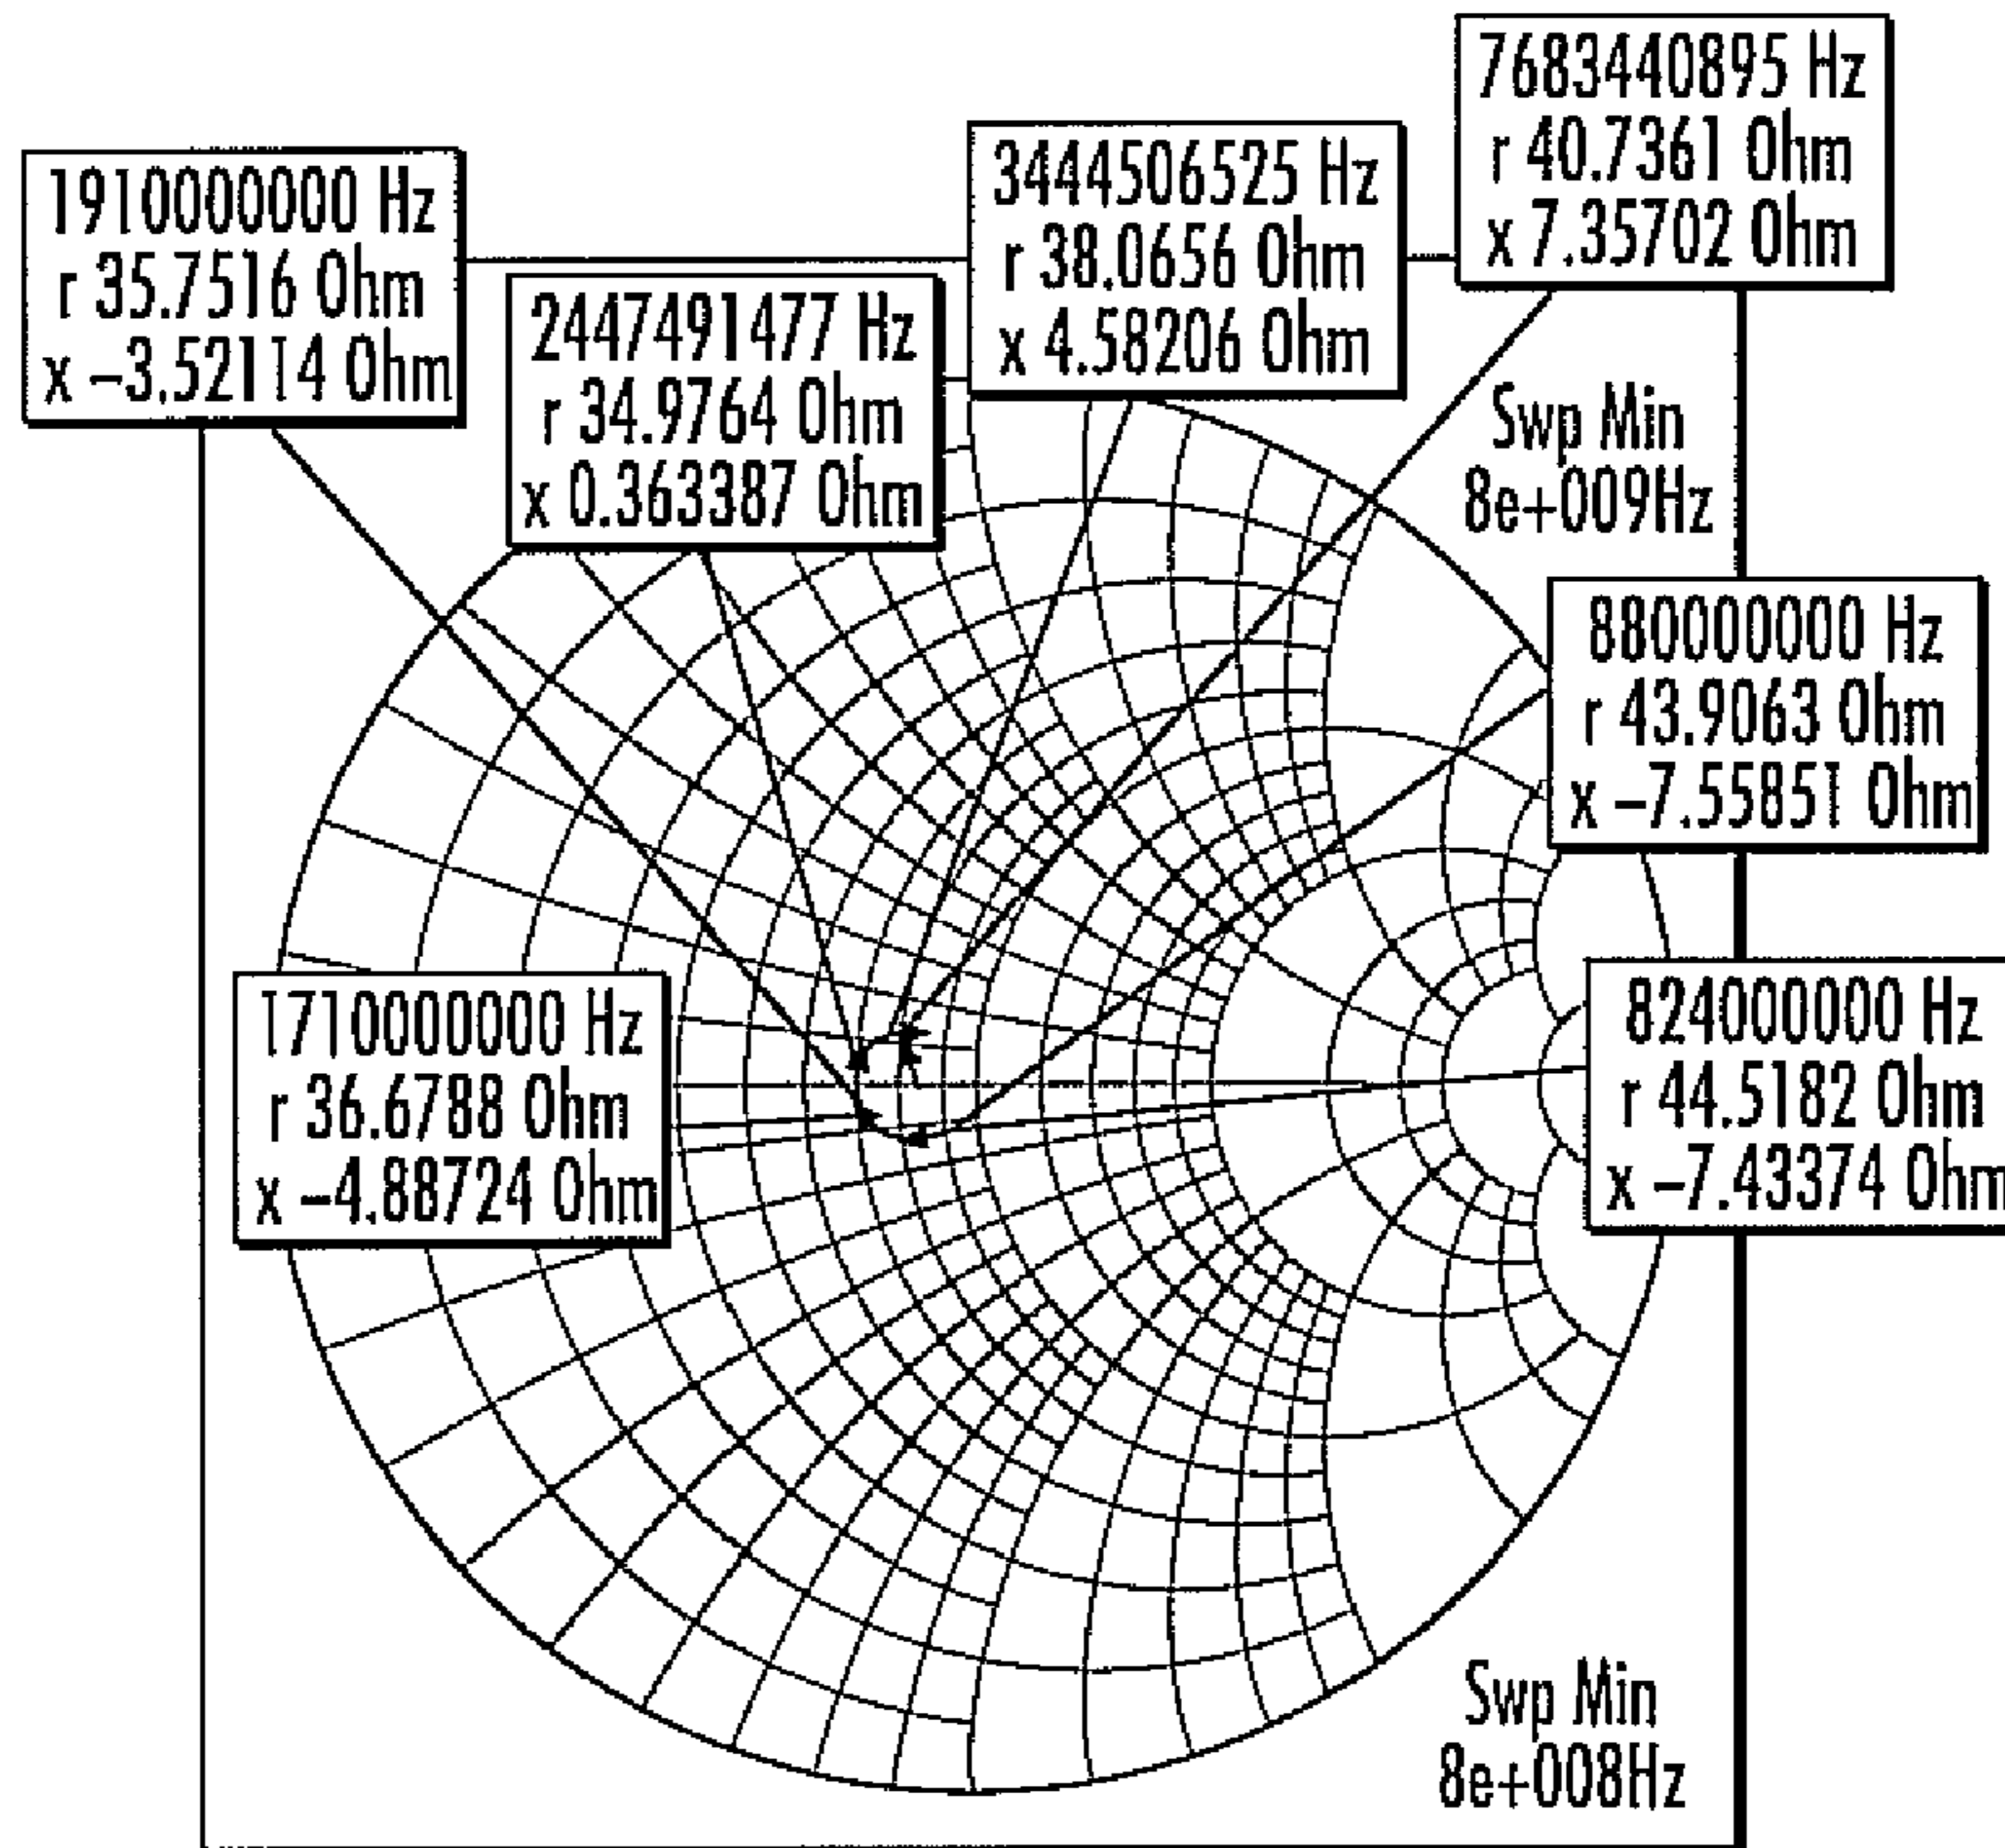 7683440895 Hz
r 40.7361 Ohm
x 7.35702 Ohm
3444506525 Hz
r 38.0656 Ohm
x 4.58206 Ohm
1910000000 Hz
r 35.7516 Ohm
x –3.52114 Ohm
2447491477 Hz
r 34.9764 Ohm
x 0.363387 Ohm
Swp Min
8e+009Hz
880000000 Hz
r 43.9063 Ohm
x –7.55851 Ohm
1710000000 Hz
r 36.6788 Ohm
x –4.88724 Ohm
824000000 Hz
r 44.5182 Ohm
x –7.43374 Ohm
Swp Min
8e+008Hz